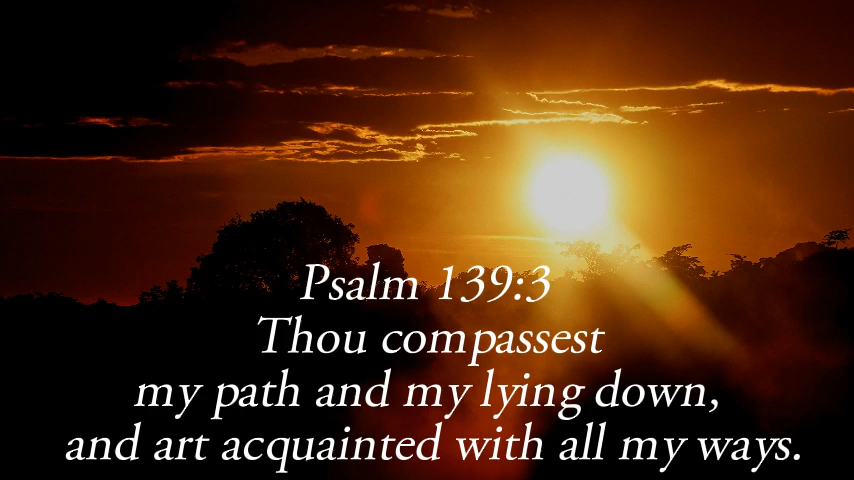 Psalm 139:3
Thou compassest
my path and my lying down,
and art acquainted with all my ways.